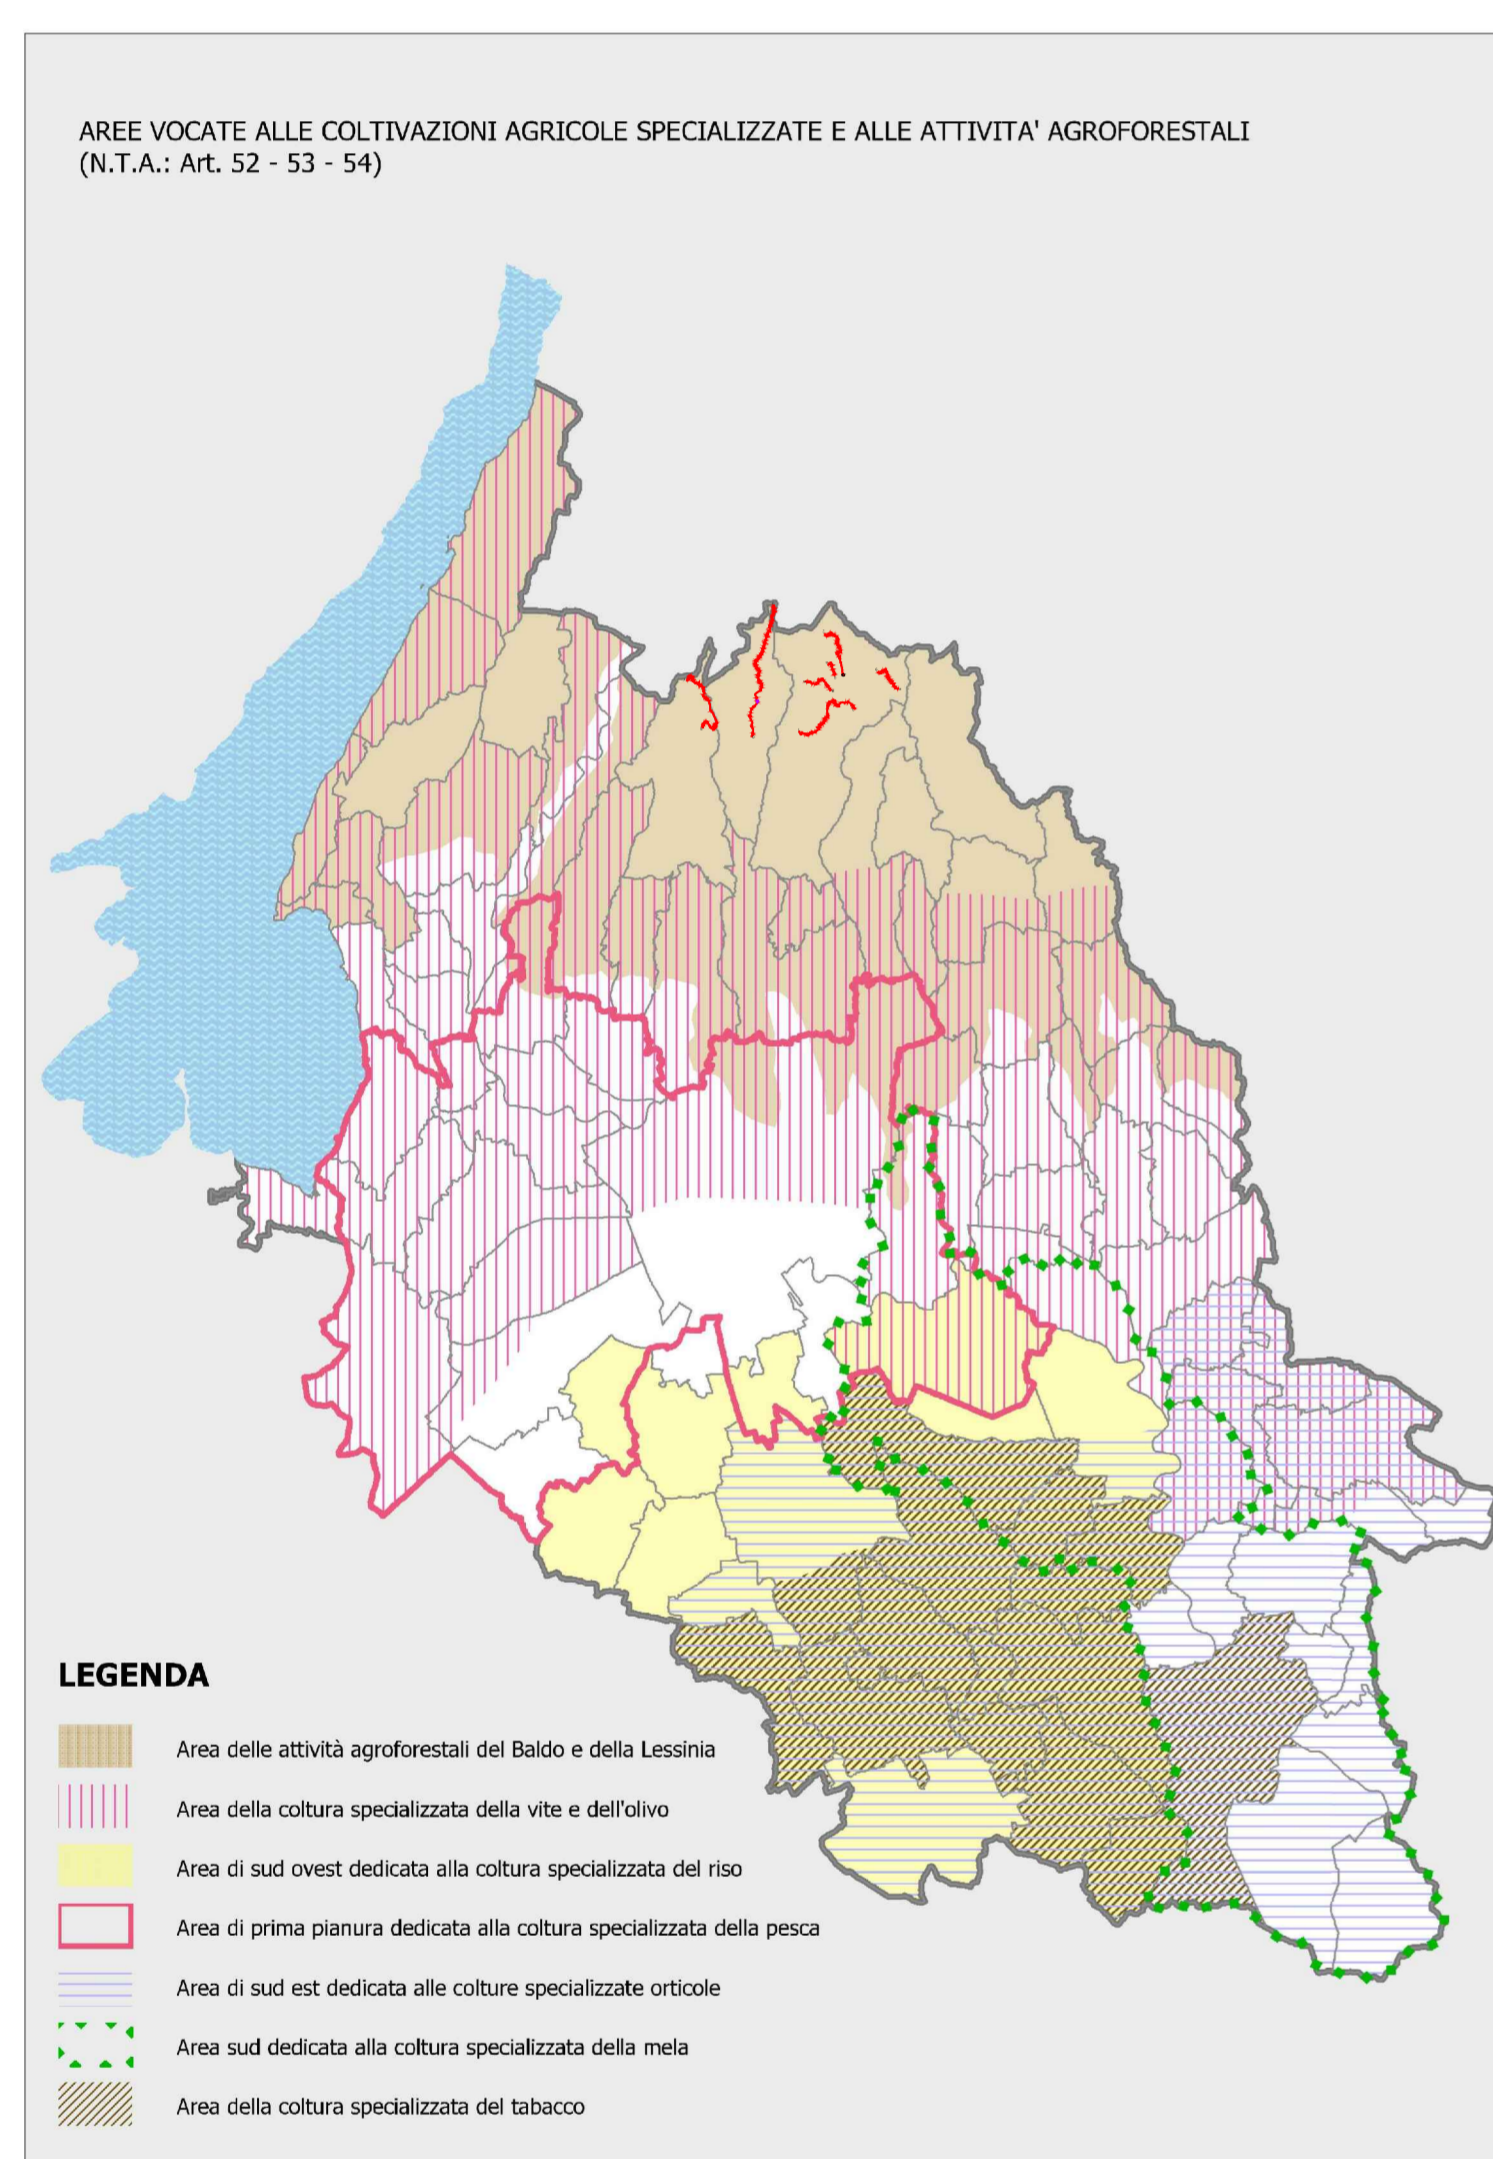 AREE VOCATE ALLE COLTIVAZIONI AGRICOLE SPECIALIZZATE E ALLE ATTIVITA' AGROFORESTALI
(N.T.A.: Art. 52 - 53 - 54)
LEGENDA
Area delle attività agroforestali del Baldo e della Lessinia
Area della coltura specializzata della vite e dell'olivo
Area di sud ovest dedicata alla coltura specializzata del riso
Area di prima pianura dedicata alla coltura specializzata della pesca
Area di sud est dedicata alle colture specializzate orticole
Area sud dedicata alla coltura specializzata della mela
Area della coltura specializzata del tabacco